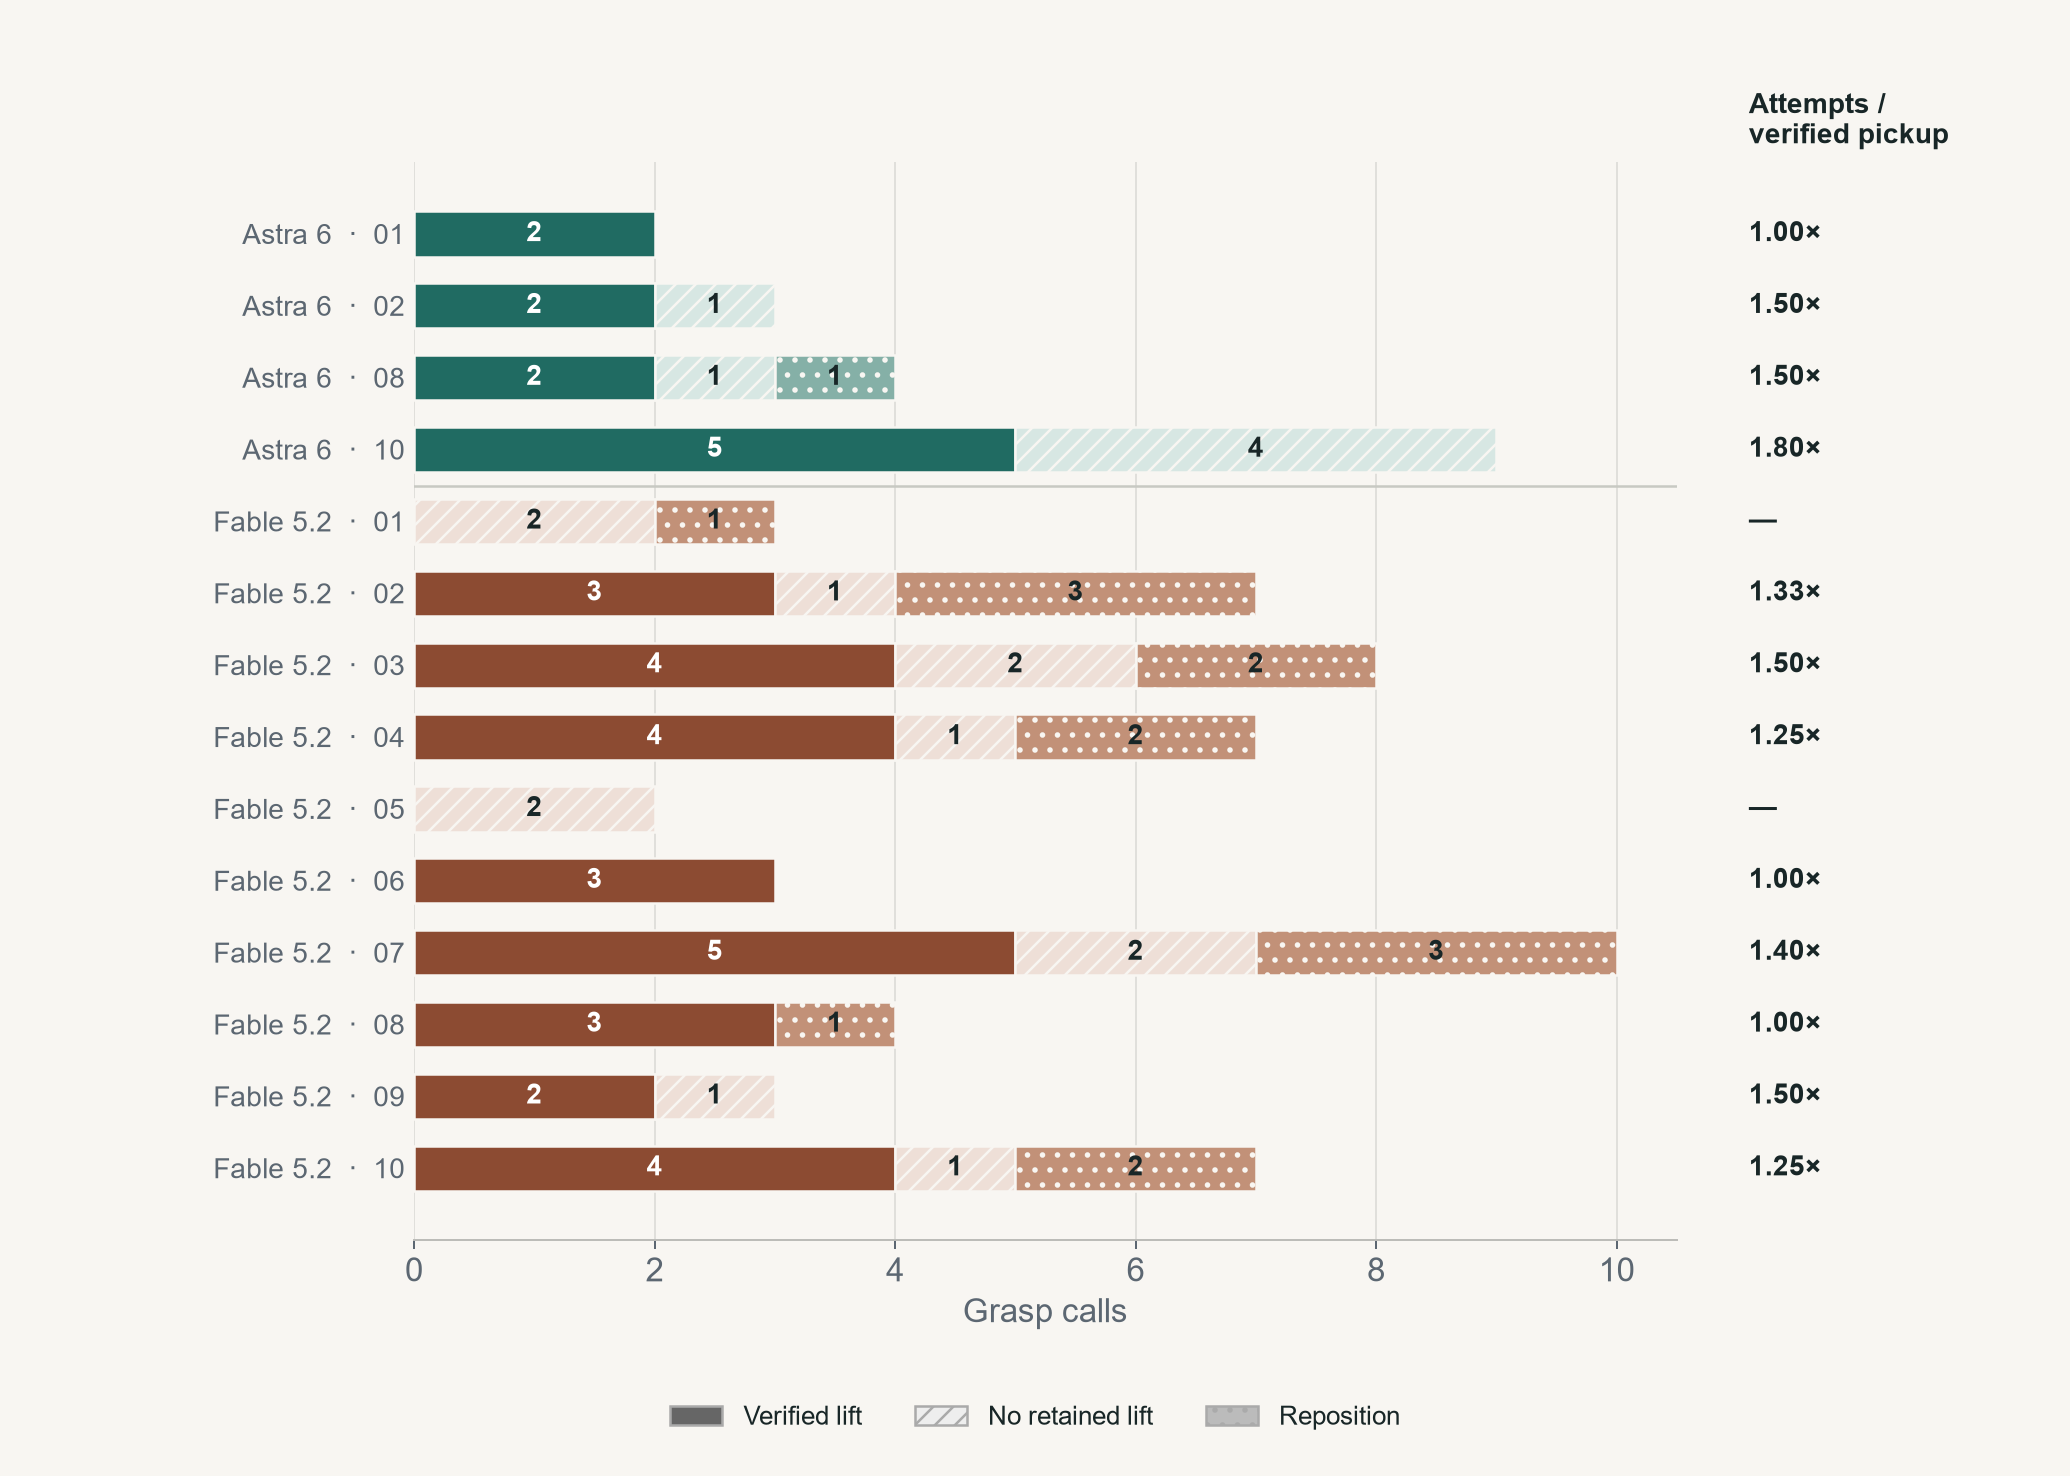 Attempts /
verified pickup
Astra 6 · 01 2 1.00×
Astra 6 · 02 2 1 1.50×
Astra 6 · 08 2 1 1 1.50×
Astra 6 · 10 5 4 1.80×
Fable 5.2 · 01 2 1 —
Fable 5.2 · 02 3 1 3 1.33×
Fable 5.2 · 03 4 2 2 1.50×
Fable 5.2 · 04 4 1 2 1.25×
Fable 5.2 · 05 2 —
Fable 5.2 · 06 3 1.00×
Fable 5.2 · 07 5 2 3 1.40×
Fable 5.2 · 08 3 1 1.00×
Fable 5.2 · 09 2 1 1.50×
Fable 5.2 · 10 4 1 2 1.25×
0 2 4 6 8 10
Grasp calls
Verified lift No retained lift Reposition